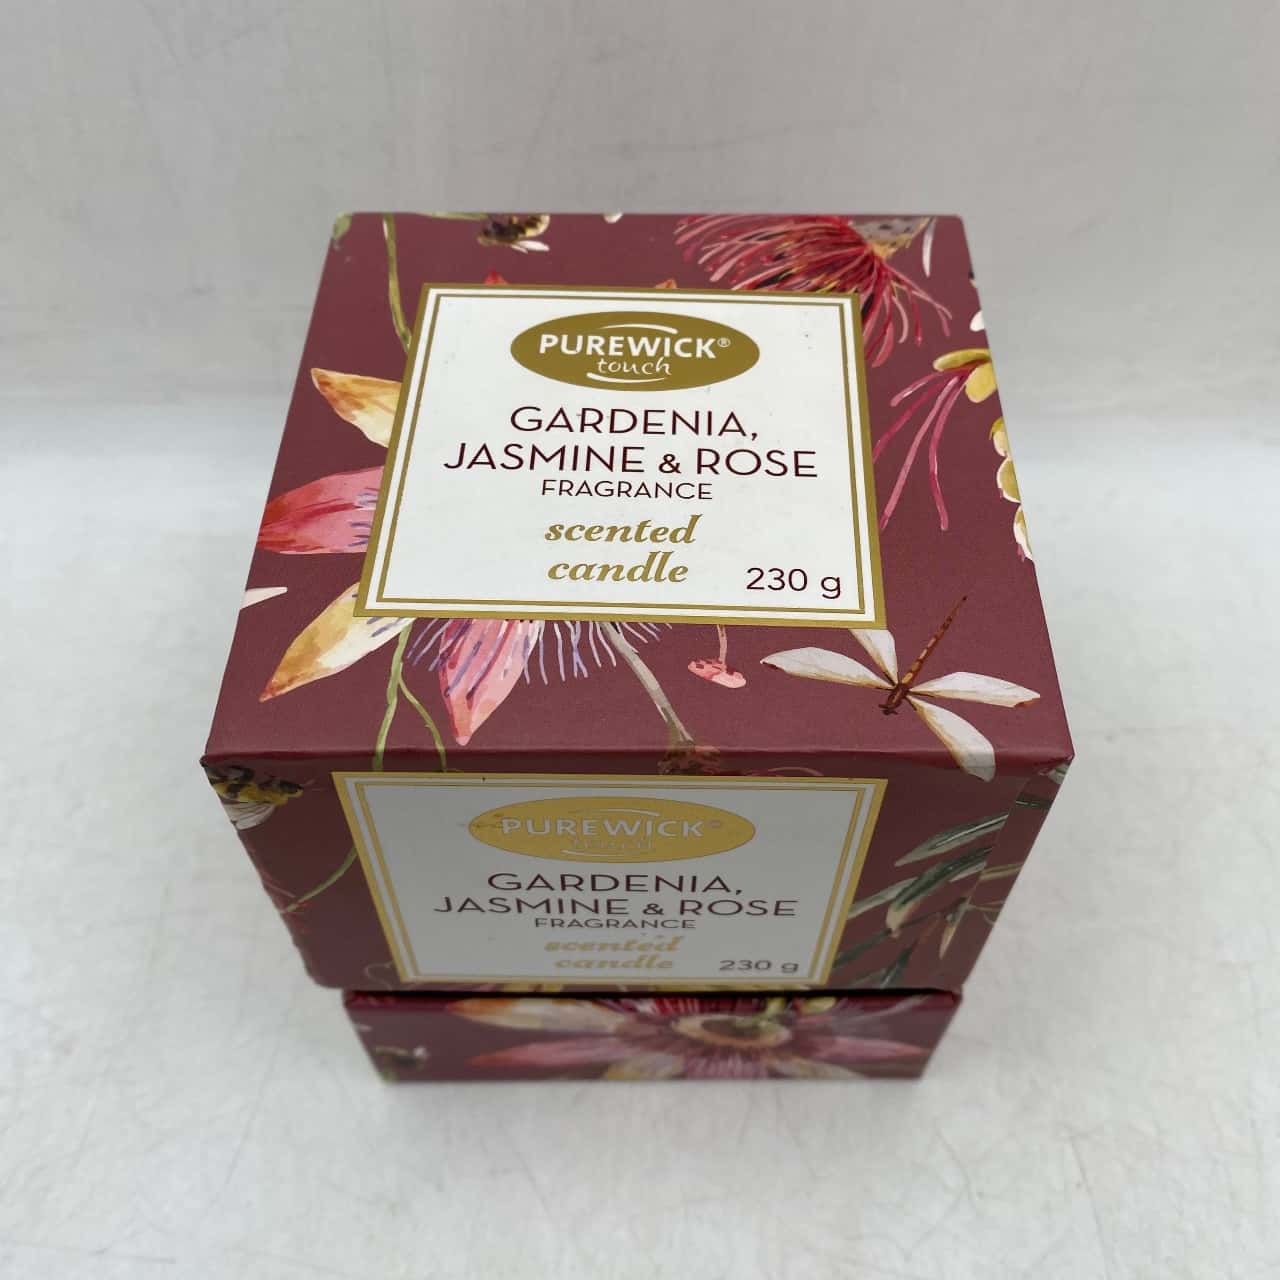 PUREWICK®
touch
GARDENIA,
JASMINE & ROSE
FRAGRANCE
scented
candle
230 g
PUREWICK®
touch
GARDENIA,
JASMINE & ROSE
FRAGRANCE
scented
candle
230 g